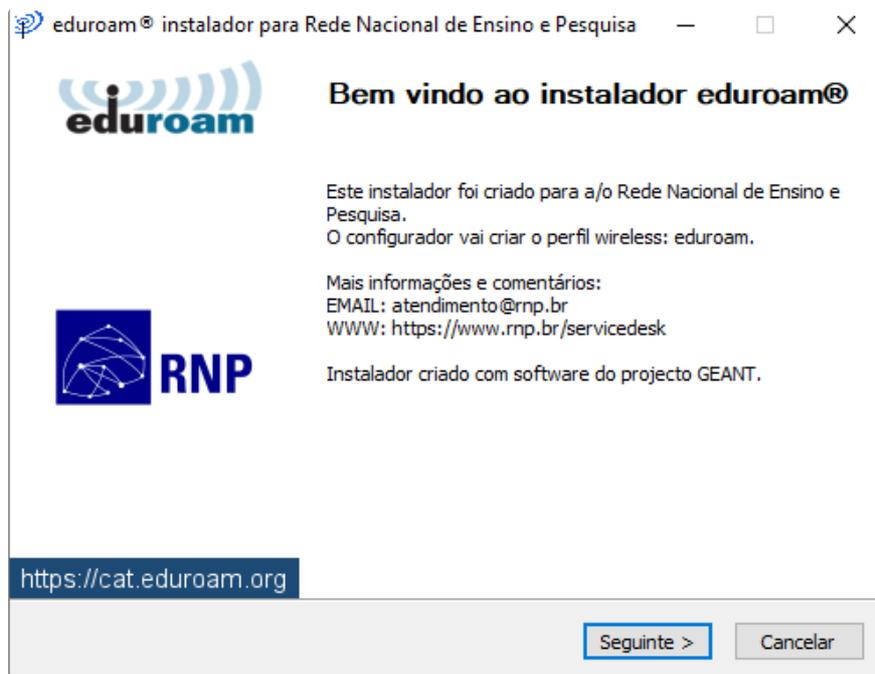 eduroam® instalador para Rede Nacional de Ensino e Pesquisa
eduroam
Bem vindo ao instalador eduroam®
Este instalador foi criado para a/o Rede Nacional de Ensino e
Pesquisa.
O configurador vai criar o perfil wireless: eduroam.
Mais informações e comentários:
EMAIL: atendimento@rnp.br
WWW: https://www.rnp.br/servicedesk
RNP
Instalador criado com software do projecto GEANT.
https://cat.eduroam.org
Seguinte >
Cancelar